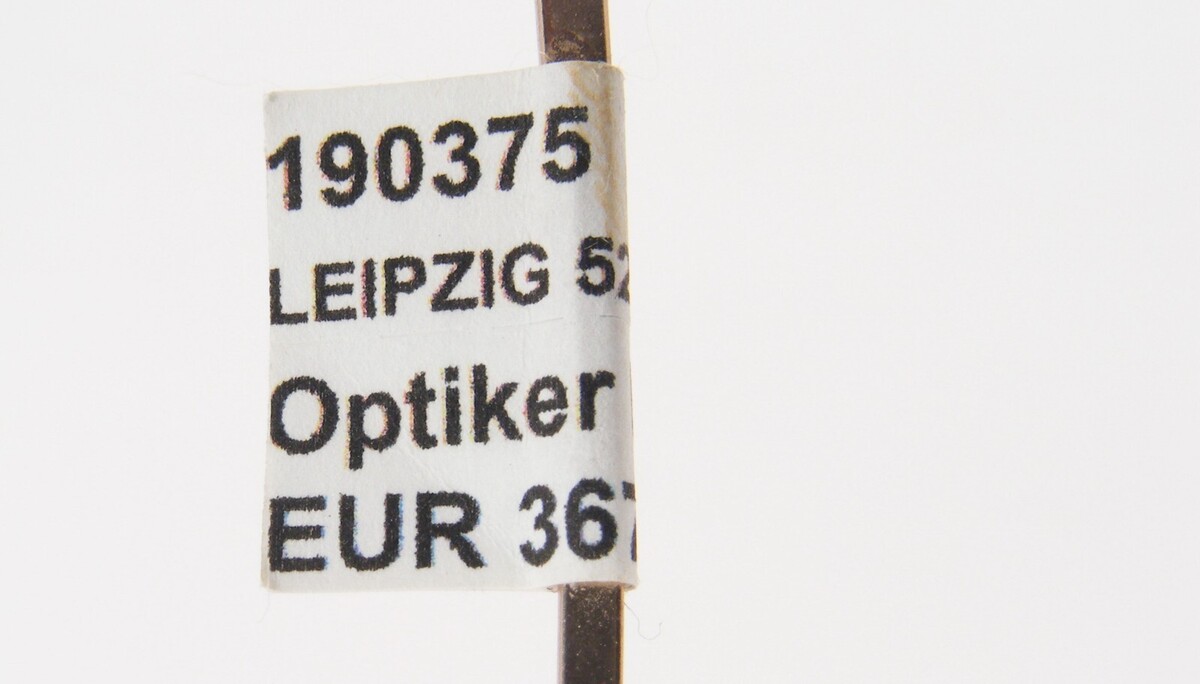 190375
LEIPZIG 52
Optiker
EUR 367